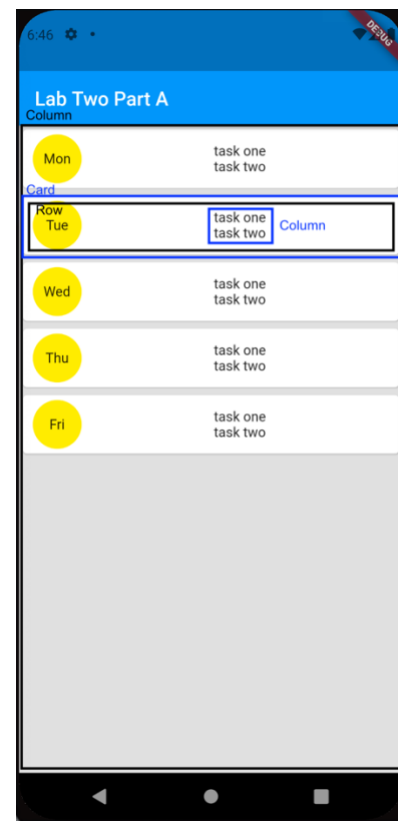 6:46
DEBUG
Lab Two Part A
Column
Mon
task one
task two
Card
Row
Tue
task one
task two
Column
Wed
task one
task two
Thu
task one
task two
Fri
task one
task two